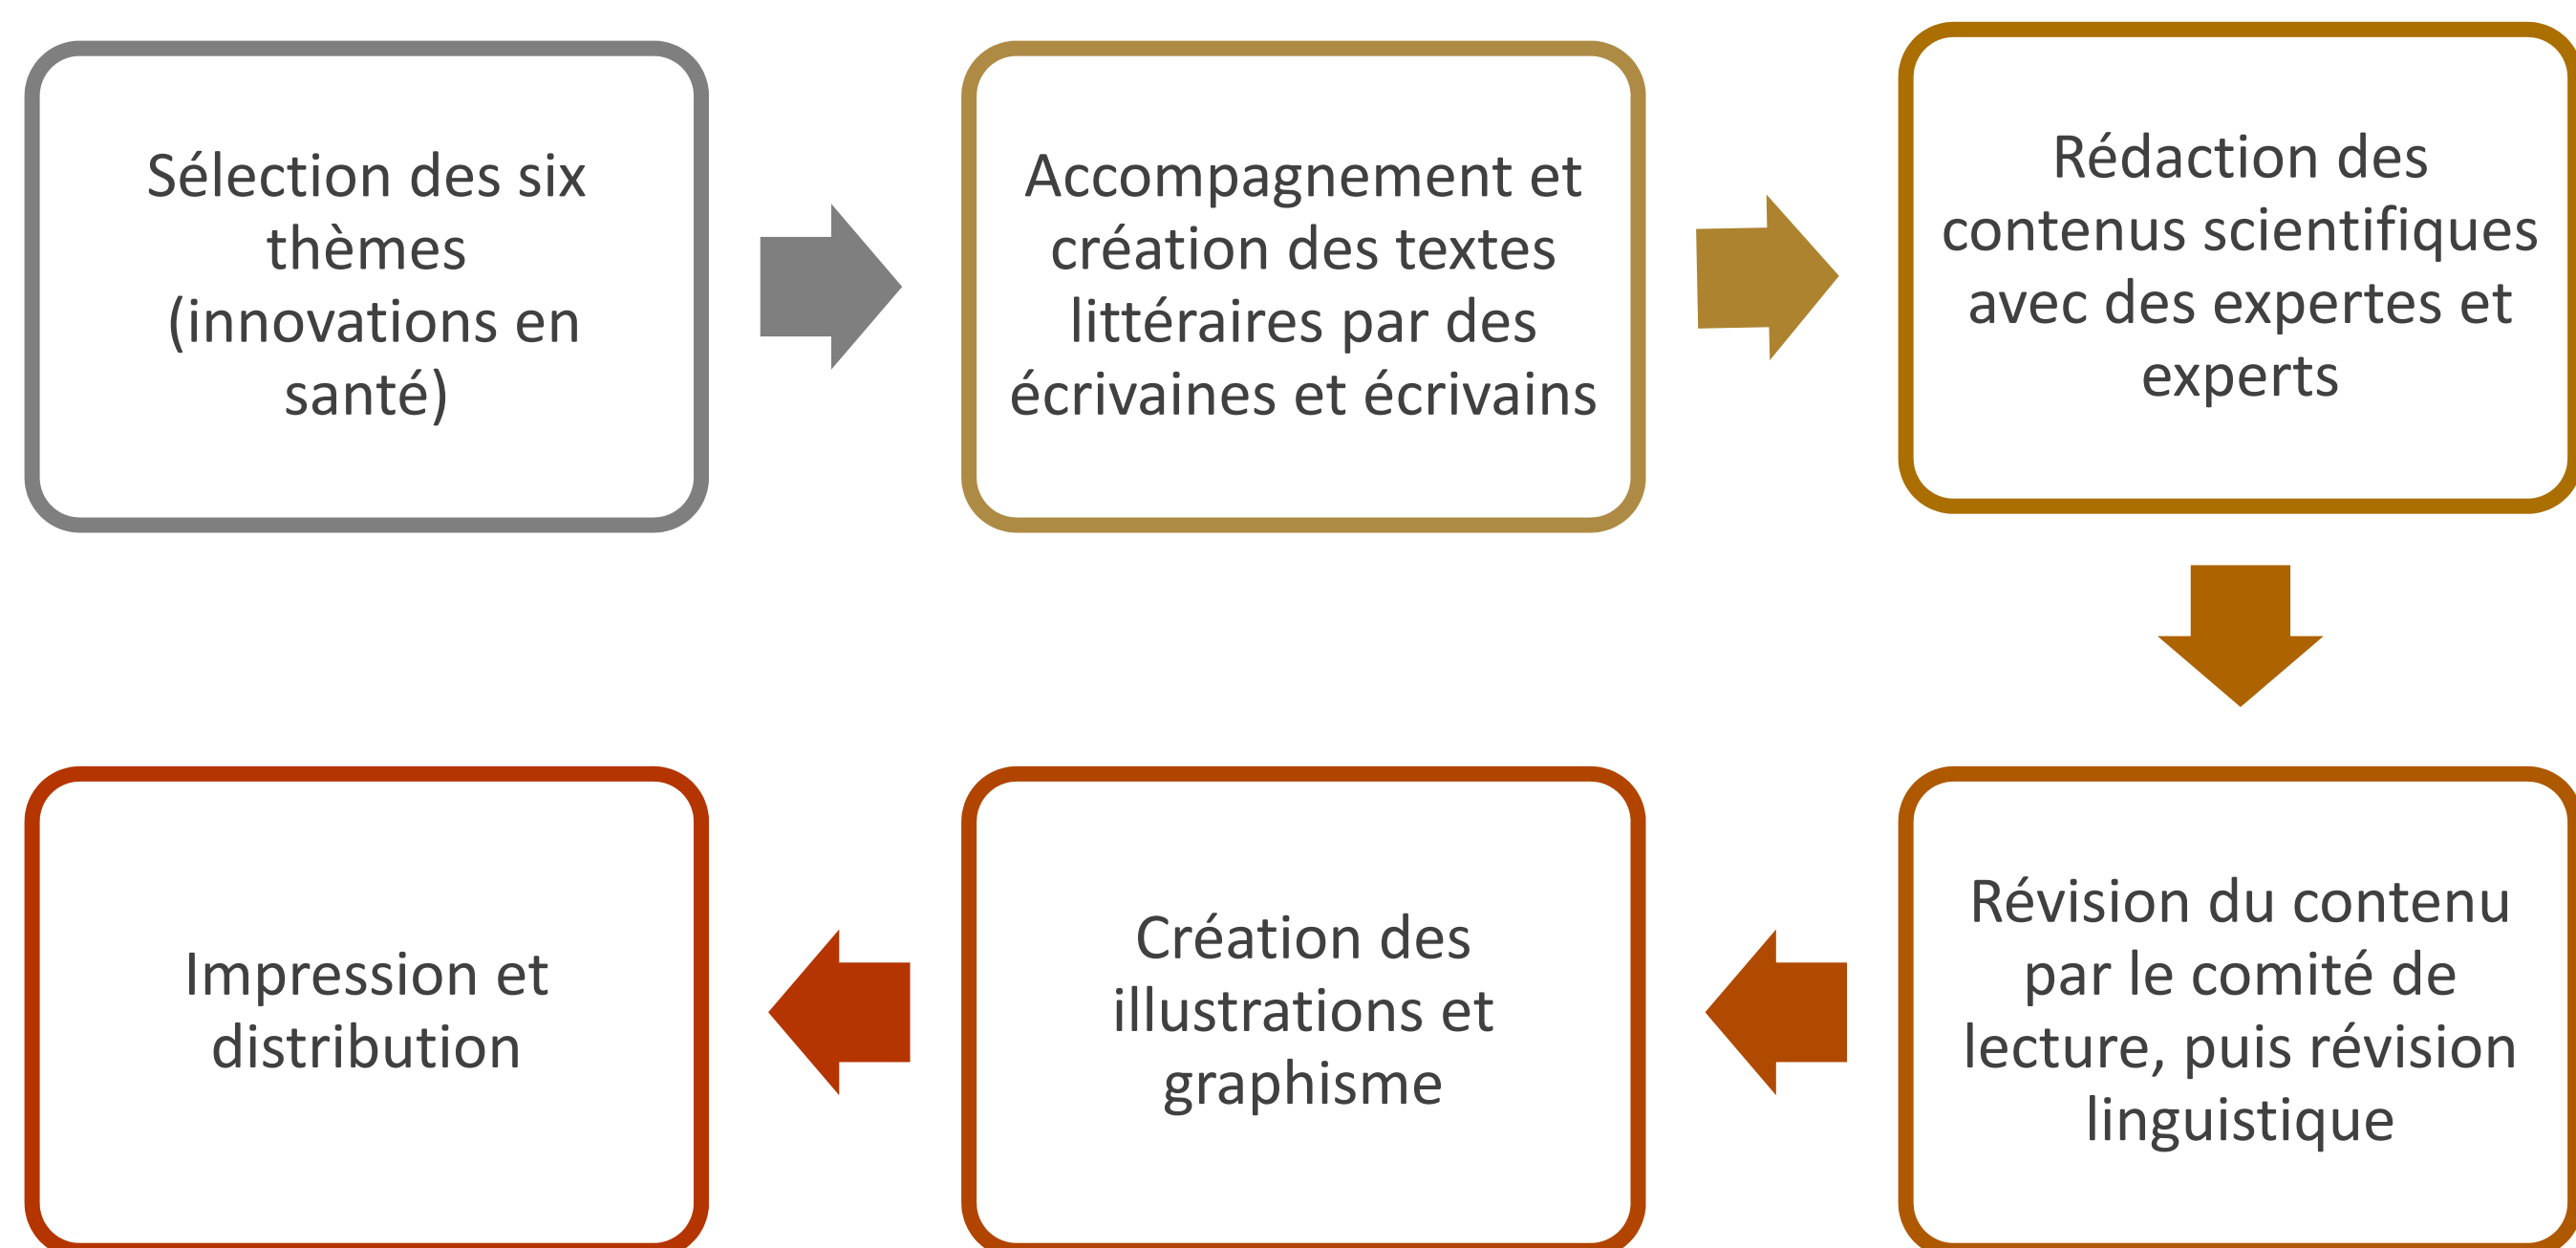 Sélection des six
thèmes
(innovations en
santé)
Accompagnement et
création des textes
littéraires par des
écrivaines et écrivains
Rédaction des
contenus scientifiques
avec des expertes et
experts
Révision du contenu
par le comité de
lecture, puis révision
linguistique
Création des
illustrations et
graphisme
Impression et
distribution